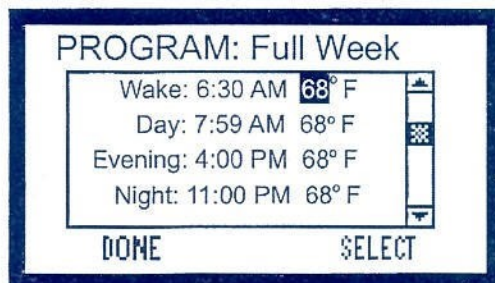 PROGRAM: Full Week
Wake: 6:30 AM 68° F
Day: 7:59 AM 68° F
Evening: 4:00 PM 68° F
Night: 11:00 PM 68° F
DONE SELECT